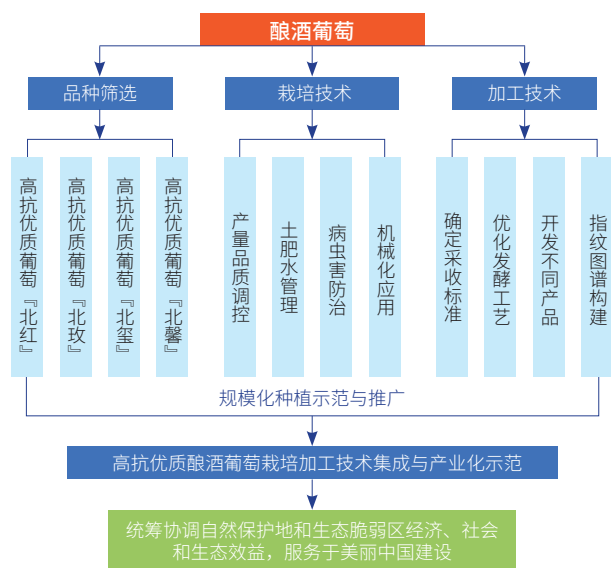 酿酒葡萄
品种筛选
栽培技术
加工技术
高抗优质葡萄『北红』
高抗优质葡萄『北玫』
高抗优质葡萄『北玺』
高抗优质葡萄『北馨』
产量品质调控
土肥水管理
病虫害防治
机械化应用
确定采收标准
优化发酵工艺
开发不同产品
指纹图谱构建
规模化种植示范与推广
高抗优质酿酒葡萄栽培加工技术集成与产业化示范
统筹协调自然保护地和生态脆弱区经济、社会
和生态效益，服务于美丽中国建设